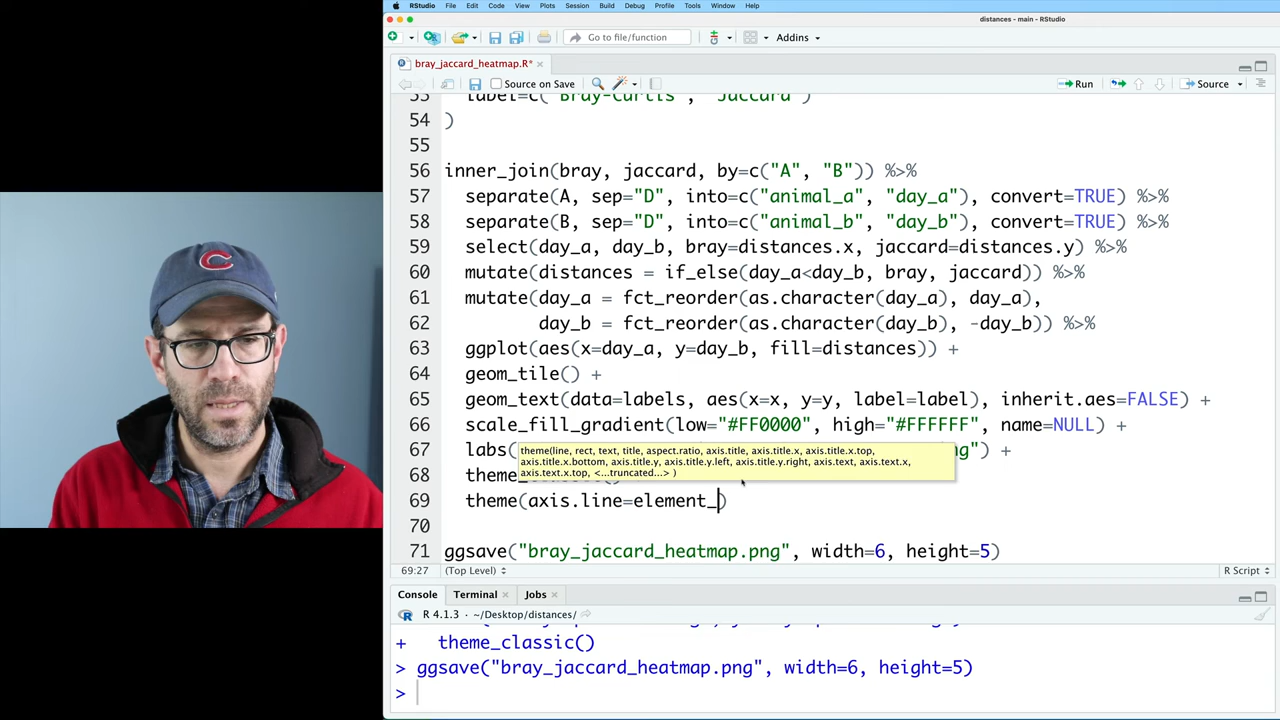 RStudio File Edit Code View Plots Session Build Debug Profile Tools Window Help
distances - main - RStudio
Go to file/function Addins
bray_jaccard_heatmap.R*
Source on Save Run Source
53 label=c("Bray-Curtis", "Jaccard")
54 )
55
56 inner_join(bray, jaccard, by=c("A", "B")) %>%
57 separate(A, sep="D", into=c("animal_a", "day_a"), convert=TRUE) %>%
58 separate(B, sep="D", into=c("animal_b", "day_b"), convert=TRUE) %>%
59 select(day_a, day_b, bray=distances.x, jaccard=distances.y) %>%
60 mutate(distances = if_else(day_a<day_b, bray, jaccard)) %>%
61 mutate(day_a = fct_reorder(as.character(day_a), day_a),
62 day_b = fct_reorder(as.character(day_b), -day_b)) %>%
63 ggplot(aes(x=day_a, y=day_b, fill=distances)) +
64 geom_tile() +
65 geom_text(data=labels, aes(x=x, y=y, label=label), inherit.aes=FALSE) +
66 scale_fill_gradient(low="#FF0000", high="#FFFFFF", name=NULL) +
67 labs( ng") +
theme(line, rect, text, title, aspect.ratio, axis.title, axis.title.x, axis.title.x.top,
axis.title.x.bottom, axis.title.y, axis.title.y.left, axis.title.y.right, axis.text, axis.text.x,
axis.text.x.top, <...truncated...> )
68
69 theme(axis.line=element_)
70
71 ggsave("bray_jaccard_heatmap.png", width=6, height=5)
69:27 (Top Level) R Script
Console Terminal Jobs
R 4.1.3 · ~/Desktop/distances/
+ theme_classic()
> ggsave("bray_jaccard_heatmap.png", width=6, height=5)
>